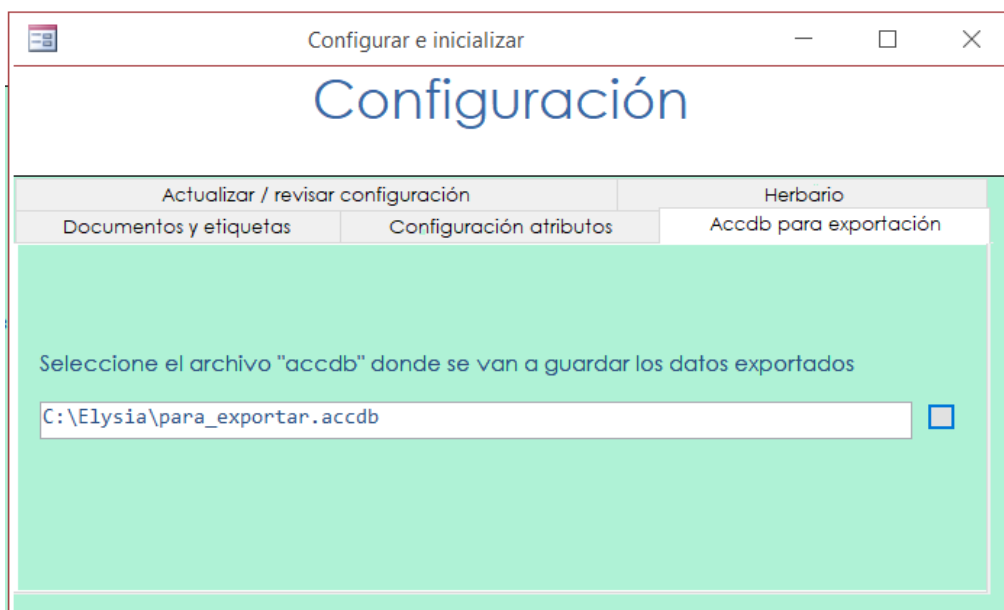 Configurar e inicializar
Configuración
Actualizar / revisar configuración
Herbario
Documentos y etiquetas
Configuración atributos
Accdb para exportación
Seleccione el archivo "accdb" donde se van a guardar los datos exportados
C:\Elysia\para_exportar.accdb